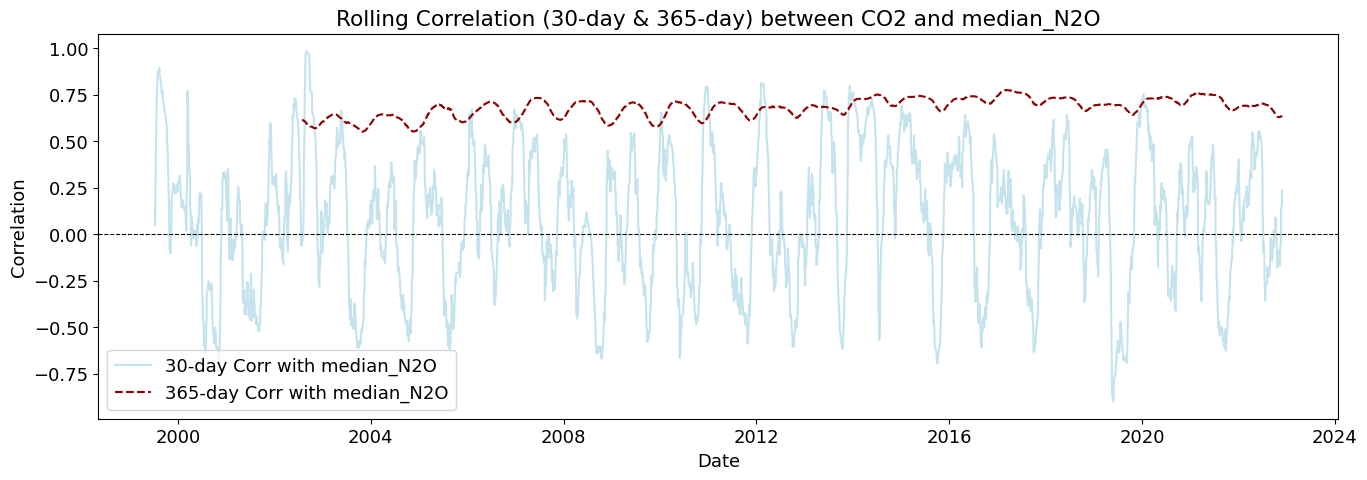 Rolling Correlation (30-day & 365-day) between CO2 and median_N2O
Correlation
1.00
0.75
0.50
0.25
0.00
−0.25
−0.50
−0.75
30-day Corr with median_N2O
365-day Corr with median_N2O
2000 2004 2008 2012 2016 2020 2024
Date